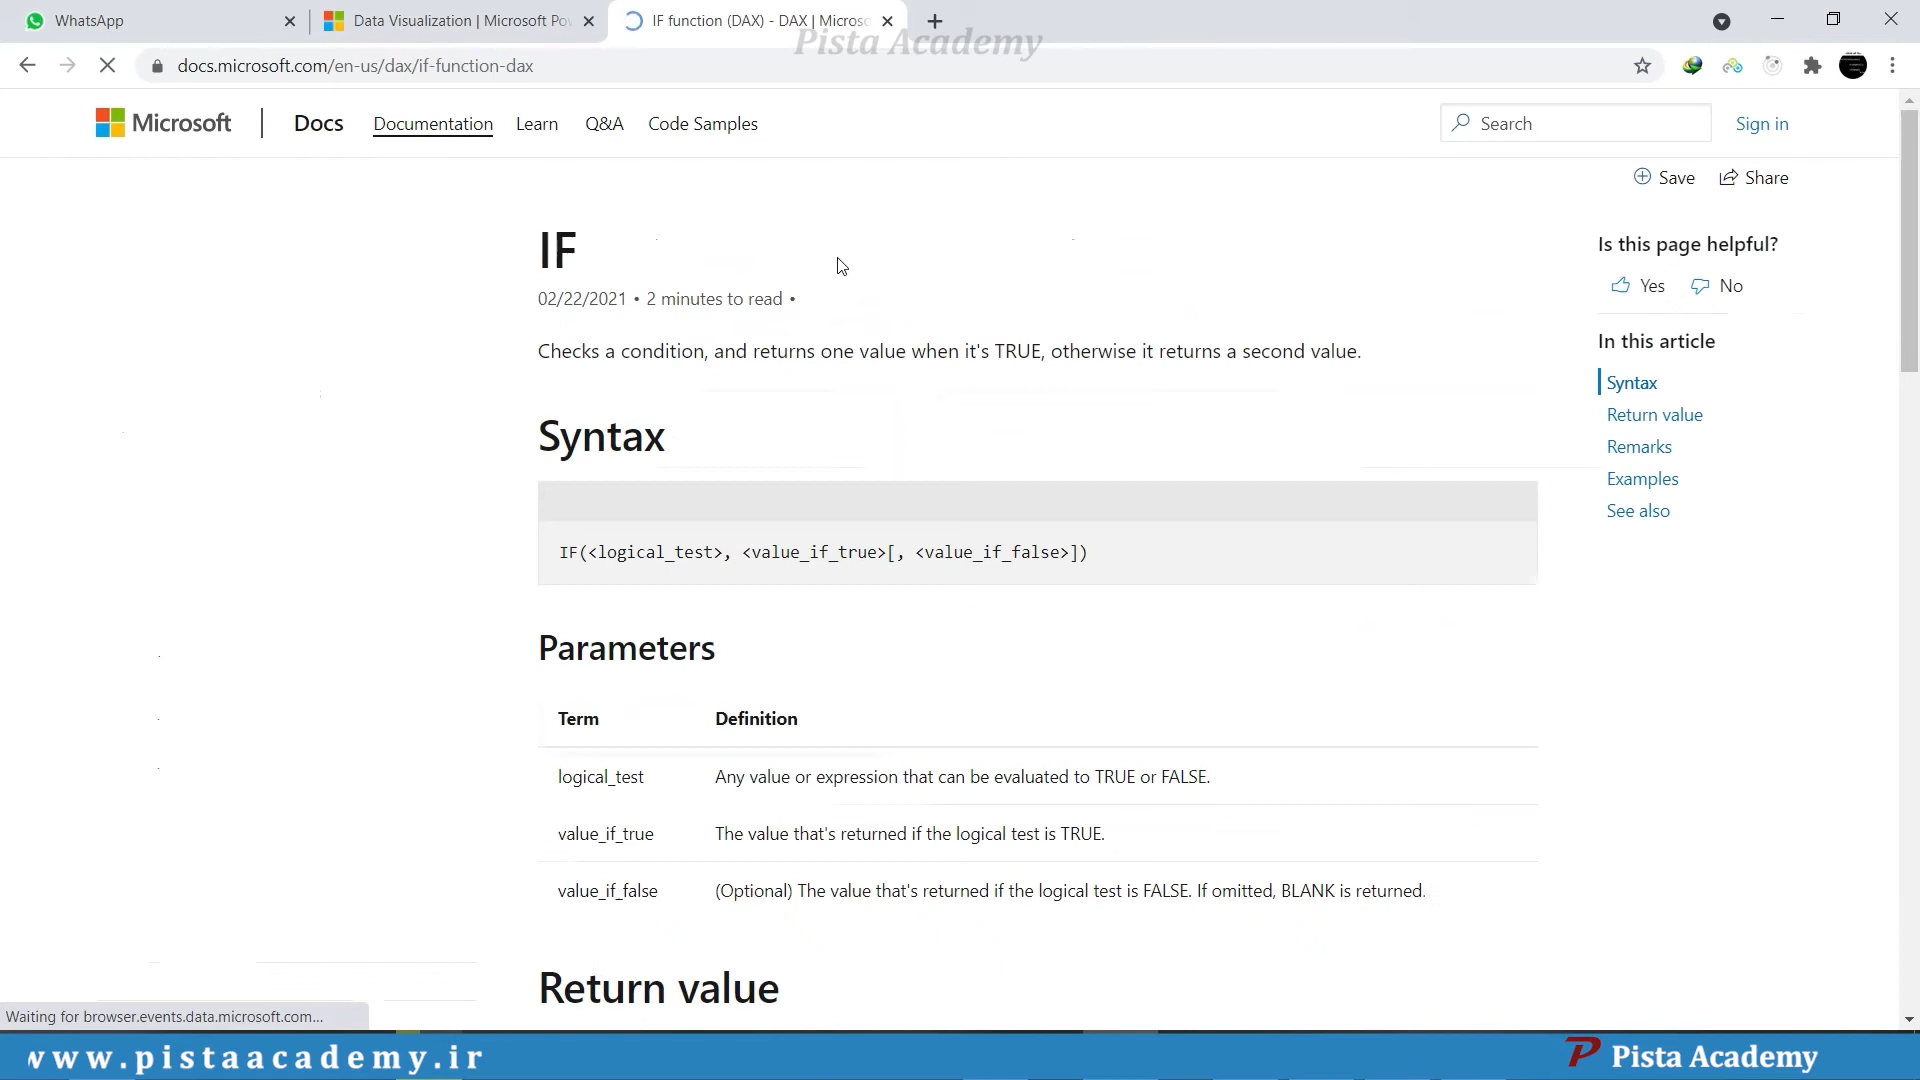 WhatsApp
Data Visualization | Microsoft Po
IF function (DAX) - DAX | Micros
Pista Academy
docs.microsoft.com/en-us/dax/if-function-dax
Microsoft
Docs
Documentation
Learn
Q&A
Code Samples
Search
Sign in
Save
Share
IF
02/22/2021 • 2 minutes to read •
Checks a condition, and returns one value when it's TRUE, otherwise it returns a second value.
Syntax
IF(<logical_test>, <value_if_true>[, <value_if_false>])
Parameters
Term Definition
logical_test Any value or expression that can be evaluated to TRUE or FALSE.
value_if_true The value that's returned if the logical test is TRUE.
value_if_false (Optional) The value that's returned if the logical test is FALSE. If omitted, BLANK is returned.
Return value
Is this page helpful?
Yes No
In this article
Syntax
Return value
Remarks
Examples
See also
Waiting for browser.events.data.microsoft.com...
www.pistaacademy.ir
Pista Academy